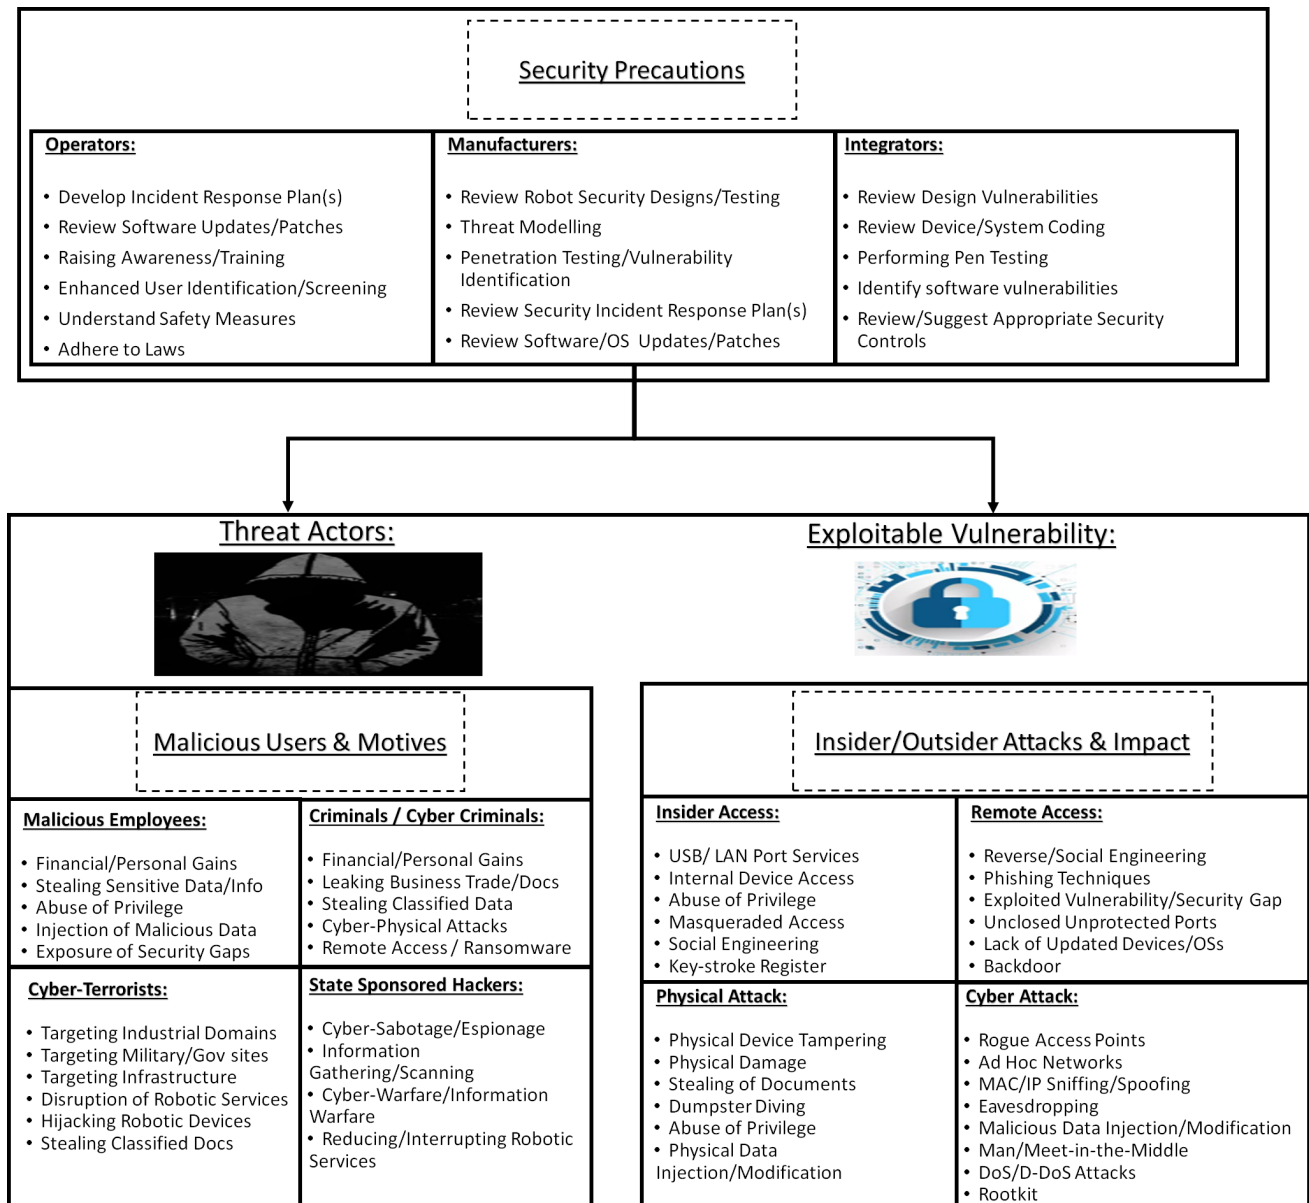 Security Precautions
Operators:
• Develop Incident Response Plan(s)
• Review Software Updates/Patches
• Raising Awareness/Training
• Enhanced User Identification/Screening
• Understand Safety Measures
• Adhere to Laws
Manufacturers:
• Review Robot Security Designs/Testing
• Threat Modelling
• Penetration Testing/Vulnerability
Identification
• Review Security Incident Response Plan(s)
• Review Software/OS Updates/Patches
Integrators:
• Review Design Vulnerabilities
• Review Device/System Coding
• Performing Pen Testing
• Identify software vulnerabilities
• Review/Suggest Appropriate Security
Controls
Threat Actors:
Malicious Users & Motives
Malicious Employees:
• Financial/Personal Gains
• Stealing Sensitive Data/Info
• Abuse of Privilege
• Injection of Malicious Data
• Exposure of Security Gaps
Criminals / Cyber Criminals:
• Financial/Personal Gains
• Leaking Business Trade/Docs
• Stealing Classified Data
• Cyber-Physical Attacks
• Remote Access / Ransomware
Cyber-Terrorists:
• Targeting Industrial Domains
• Targeting Military/Gov sites
• Targeting Infrastructure
• Disruption of Robotic Services
• Hijacking Robotic Devices
• Stealing Classified Docs
State Sponsored Hackers:
• Cyber-Sabotage/Espionage
• Information
Gathering/Scanning
• Cyber-Warfare/Information
Warfare
• Reducing/Interrupting Robotic
Services
Exploitable Vulnerability:
Insider/Outsider Attacks & Impact
Insider Access:
• USB/ LAN Port Services
• Internal Device Access
• Abuse of Privilege
• Masqueraded Access
• Social Engineering
• Key-stroke Register
Remote Access:
• Reverse/Social Engineering
• Phishing Techniques
• Exploited Vulnerability/Security Gap
• Unclosed Unprotected Ports
• Lack of Updated Devices/OSs
• Backdoor
Physical Attack:
• Physical Device Tampering
• Physical Damage
• Stealing of Documents
• Dumpster Diving
• Abuse of Privilege
• Physical Data
Injection/Modification
Cyber Attack:
• Rogue Access Points
• Ad Hoc Networks
• MAC/IP Sniffing/Spoofing
• Eavesdropping
• Malicious Data Injection/Modification
• Man/Meet-in-the-Middle
• DoS/D-DoS Attacks
• Rootkit